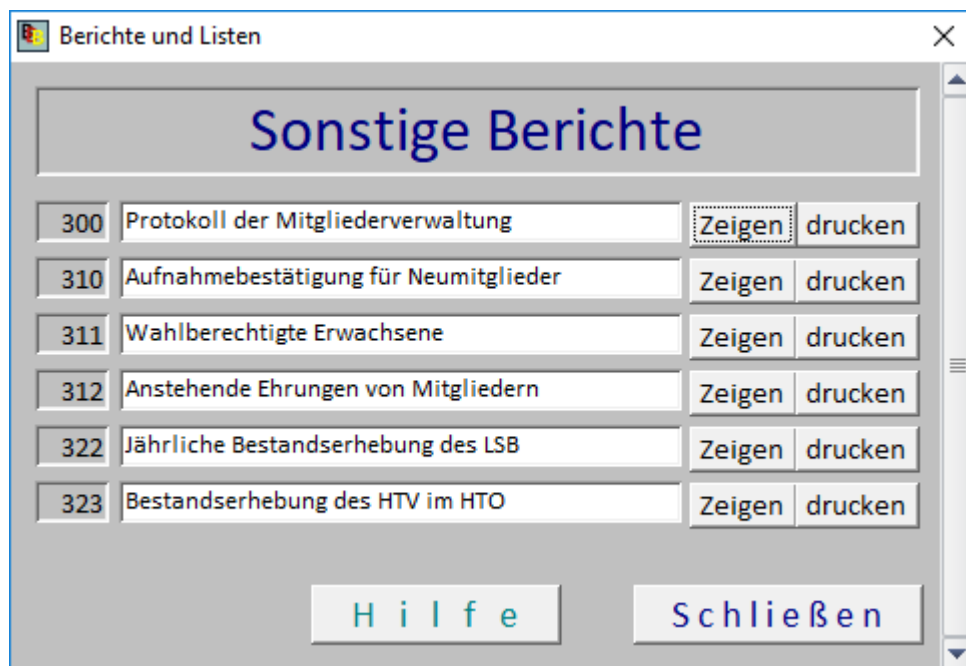 Berichte und Listen
Sonstige Berichte
300 Protokoll der Mitgliederverwaltung Zeigen drucken
310 Aufnahmebestätigung für Neumitglieder Zeigen drucken
311 Wahlberechtigte Erwachsene Zeigen drucken
312 Anstehende Ehrungen von Mitgliedern Zeigen drucken
322 Jährliche Bestandserhebung des LSB Zeigen drucken
323 Bestandserhebung des HTV im HTO Zeigen drucken
Hilfe Schließen